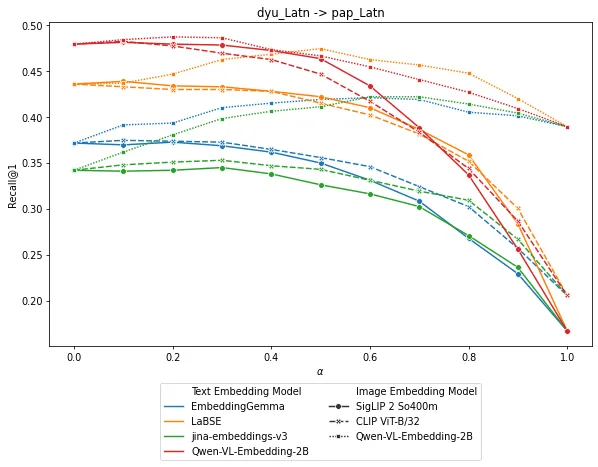 dyu_Latn -> pap_Latn
Recall@1
0.50
0.45
0.40
0.35
0.30
0.25
0.20
0.0
0.2
0.4
0.6
0.8
1.0
α
Text Embedding Model
EmbeddingGemma
LaBSE
jina-embeddings-v3
Qwen-VL-Embedding-2B
Image Embedding Model
SigLIP 2 So400m
CLIP ViT-B/32
Qwen-VL-Embedding-2B